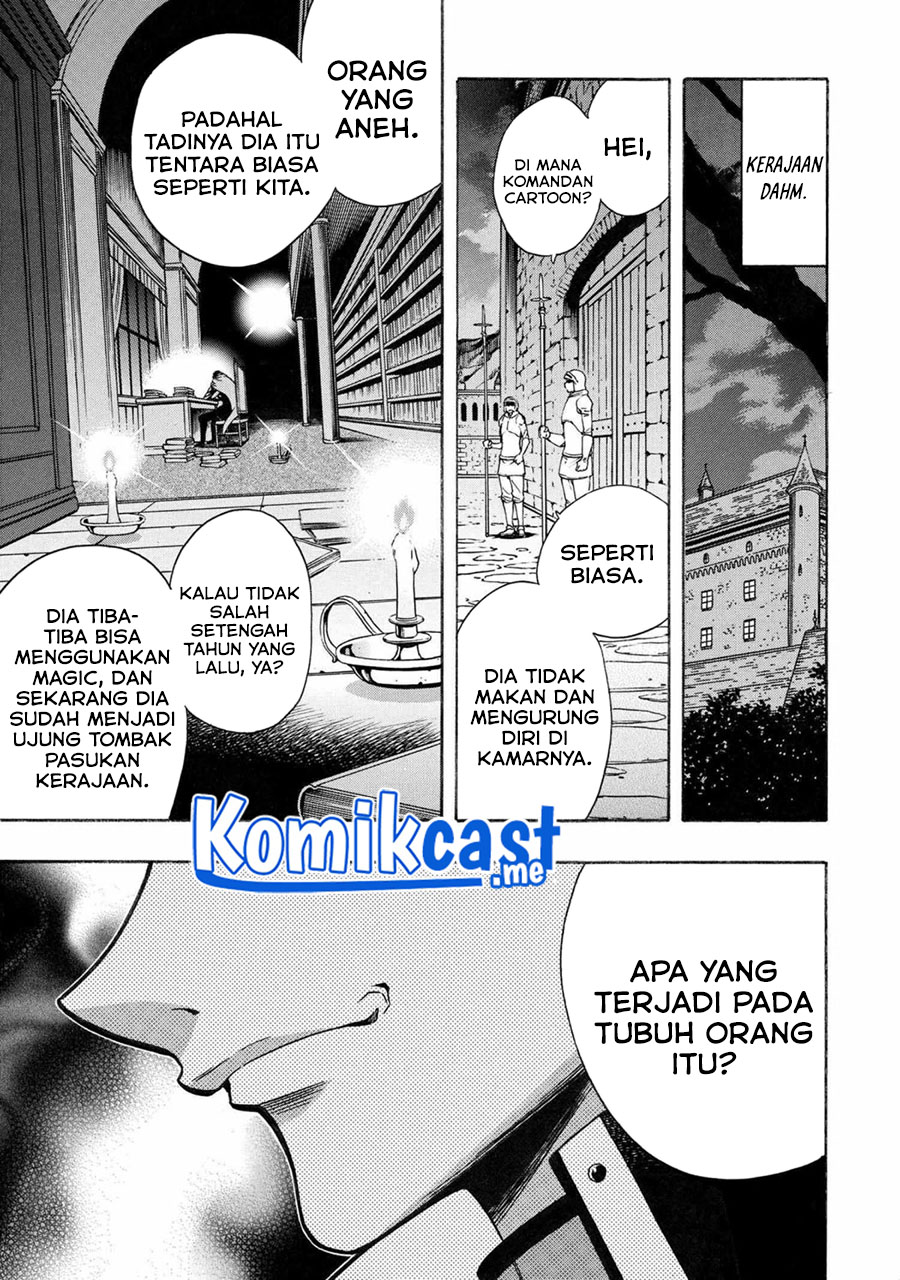 KERAJAAN
DAHM.
HEI,
DI MANA
KOMANDAN
CARTOON?
SEPERTI
BIASA.
DIA TIDAK
MAKAN DAN
MENGURUNG
DIRI DI
KAMARNYA.
ORANG
YANG
ANEH.
PADAHAL
TADINYA DIA ITU
TENTARA BIASA
SEPERTI KITA.
KALAU TIDAK
SALAH
SETENGAH
TAHUN YANG
LALU, YA?
DIA TIBA-
TIBA BISA
MENGGUNAKAN
MAGIC, DAN
SEKARANG DIA
SUDAH MENJADI
UJUNG TOMBAK
PASUKAN
KERAJAAN.
Komikcast
.me
APA YANG
TERJADI PADA
TUBUH ORANG
ITU?